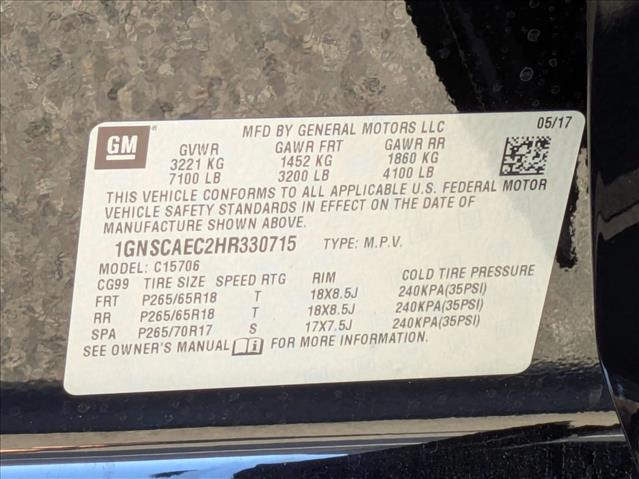 GM
MFD BY GENERAL MOTORS LLC 05/17
GVWR GAWR FRT GAWR RR
3221 KG 1452 KG 1860 KG
7100 LB 3200 LB 4100 LB
THIS VEHICLE CONFORMS TO ALL APPLICABLE U.S. FEDERAL MOTOR
VEHICLE SAFETY STANDARDS IN EFFECT ON THE DATE OF
MANUFACTURE SHOWN ABOVE.
1GNSCAEC2HR330715 TYPE: M.P.V.
MODEL: C15706
CG99 TIRE SIZE SPEED RTG RIM COLD TIRE PRESSURE
FRT P265/65R18 T 18X8.5J 240KPA(35PSI)
RR P265/65R18 T 18X8.5J 240KPA(35PSI)
SPA P265/70R17 S 17X7.5J 240KPA(35PSI)
SEE OWNER'S MANUAL FOR MORE INFORMATION.